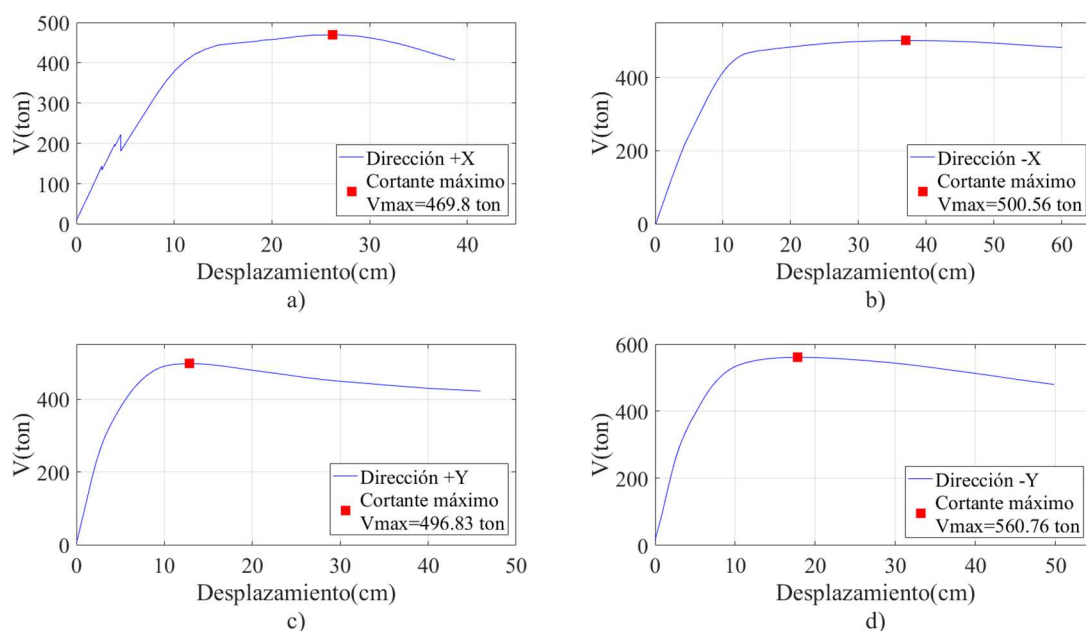 500
400
300
200
100
0
V(ton)
Dirección +X
Cortante máximo
Vmax=469.8 ton
0 10 20 30 40
Desplazamiento(cm)
a)
400
200
0
V(ton)
Dirección -X
Cortante máximo
Vmax=500.56 ton
0 10 20 30 40 50 60
Desplazamiento(cm)
b)
400
200
0
V(ton)
Dirección +Y
Cortante máximo
Vmax=496.83 ton
0 10 20 30 40 50
Desplazamiento(cm)
c)
600
400
200
0
V(ton)
Dirección -Y
Cortante máximo
Vmax=560.76 ton
0 10 20 30 40 50
Desplazamiento(cm)
d)